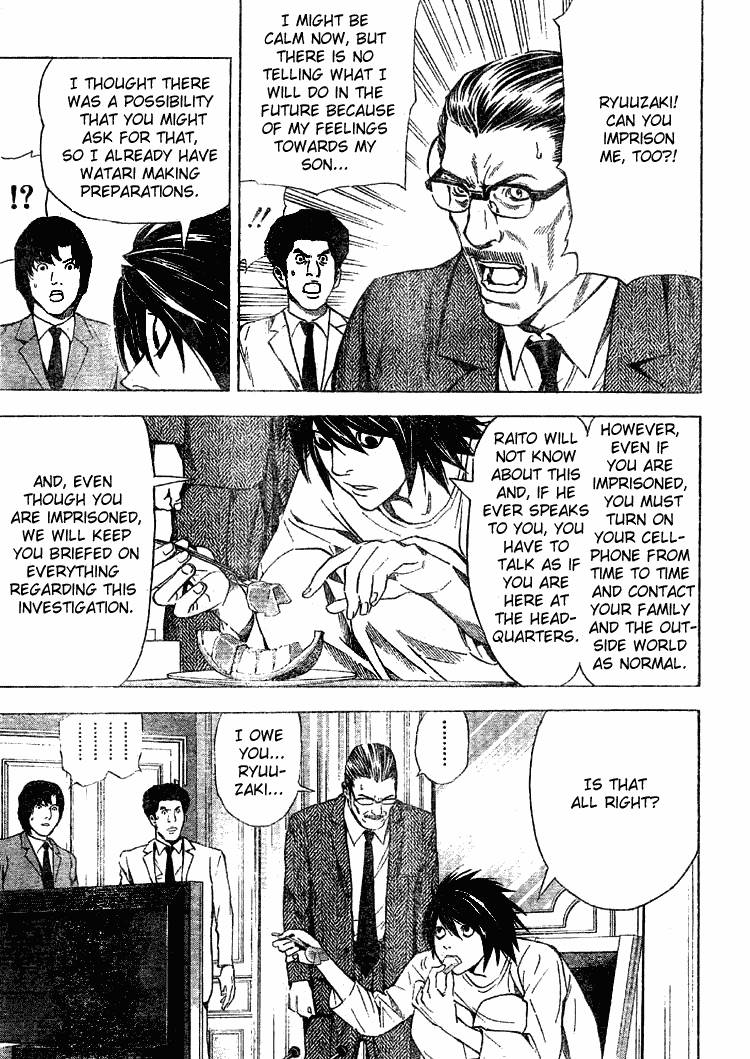 RYUUZAKI!
CAN YOU
IMPRISON
ME, TOO?!
I MIGHT BE
CALM NOW, BUT
THERE IS NO
TELLING WHAT I
WILL DO IN THE
FUTURE BECAUSE
OF MY FEELINGS
TOWARDS MY
SON...
!!
I THOUGHT THERE
WAS A POSSIBILITY
THAT YOU MIGHT
ASK FOR THAT,
SO I ALREADY HAVE
WATARI MAKING
PREPARATIONS.
!?
HOWEVER,
EVEN IF
YOU ARE
IMPRISONED,
YOU MUST
TURN ON
YOUR CELL-
PHONE FROM
TIME TO TIME
AND CONTACT
YOUR FAMILY
AND THE OUT-
SIDE WORLD
AS NORMAL.
RAITO WILL
NOT KNOW
ABOUT THIS
AND, IF HE
EVER SPEAKS
TO YOU, YOU
HAVE TO
TALK AS IF
YOU ARE
HERE AT
THE HEAD-
QUARTERS.
AND, EVEN
THOUGH YOU
ARE IMPRISONED,
WE WILL KEEP
YOU BRIEFED ON
EVERYTHING
REGARDING THIS
INVESTIGATION.
IS THAT
ALL RIGHT?
......
I OWE
YOU...
RYUU-
ZAKI...
......
......